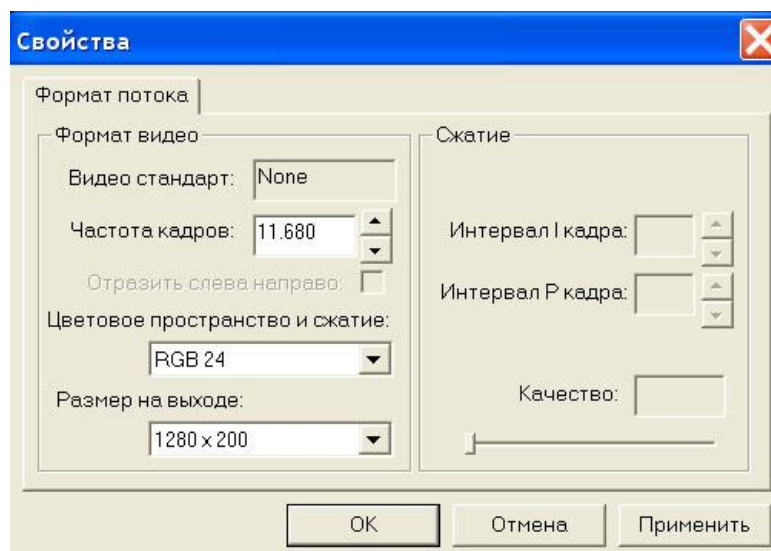 Свойства
Формат потока
Формат видео
Видео стандарт: None
Частота кадров: 11.680
Отразить слева направо:
Цветовое пространство и сжатие:
RGB 24
Размер на выходе:
1280 x 200
Сжатие
Интервал I кадра:
Интервал P кадра:
Качество:
OK
Отмена
Применить